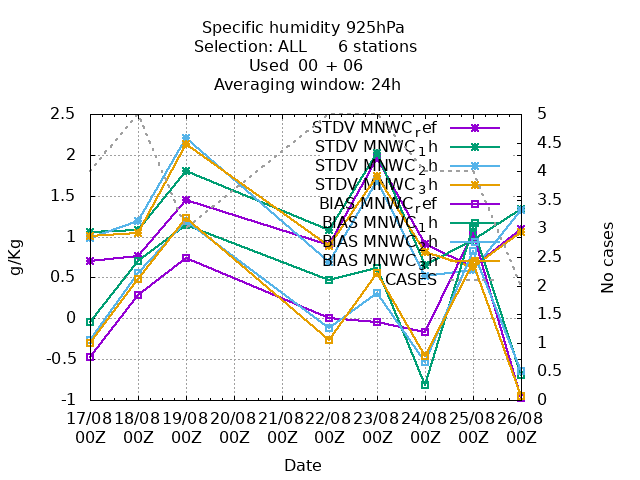 Specific humidity 925hPa
Selection: ALL 6 stations
Used 00 + 06
Averaging window: 24h
2.5
2
1.5
1
0.5
0
-0.5
-1
g/Kg
STDV MNWC_ref
STDV MNWC_1h
STDV MNWC_2h
STDV MNWC_3h
BIAS MNWC_ref
BIAS MNWC_1h
BIAS MNWC_2h
BIAS MNWC_3h
CASES
5
4.5
4
3.5
3
2.5
2
1.5
1
0.5
0
No cases
17/08 18/08 19/08 20/08 21/08 22/08 23/08 24/08 25/08 26/08
00Z 00Z 00Z 00Z 00Z 00Z 00Z 00Z 00Z 00Z
Date